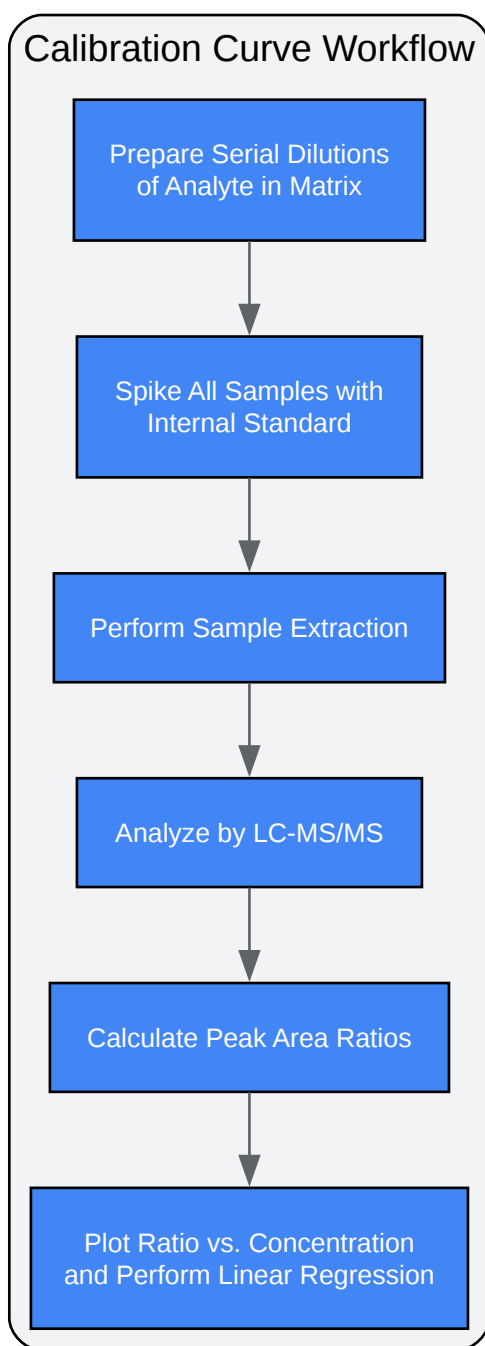 Calibration Curve Workflow
Prepare Serial Dilutions
of Analyte in Matrix
Spike All Samples with
Internal Standard
Perform Sample Extraction
Analyze by LC-MS/MS
Calculate Peak Area Ratios
Plot Ratio vs. Concentration
and Perform Linear Regression